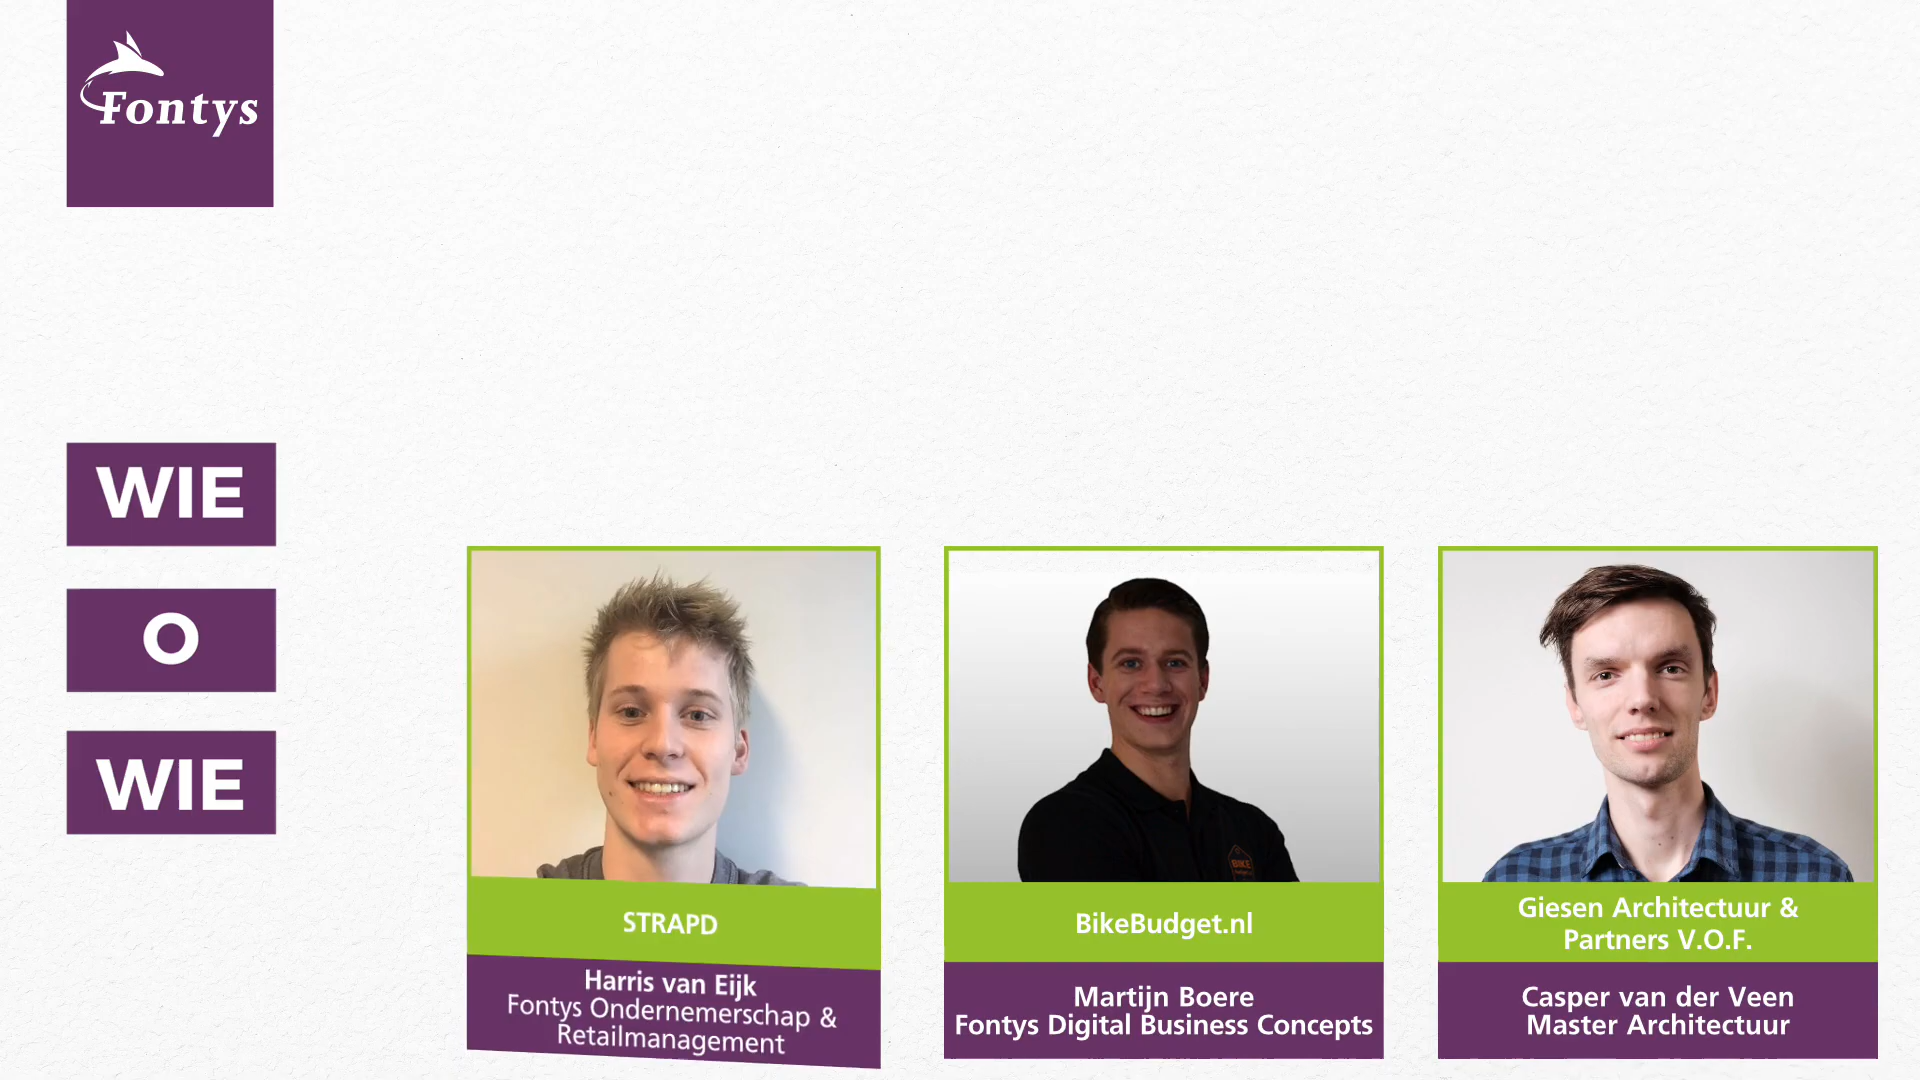 Fontys
WIE
O
WIE
STRAPD
Harris van Eijk
Fontys Ondernemerschap &
Retailmanagement
BIKE
BikeBudget.nl
Martijn Boere
Fontys Digital Business Concepts
Giesen Architectuur &
Partners V.O.F.
Casper van der Veen
Master Architectuur